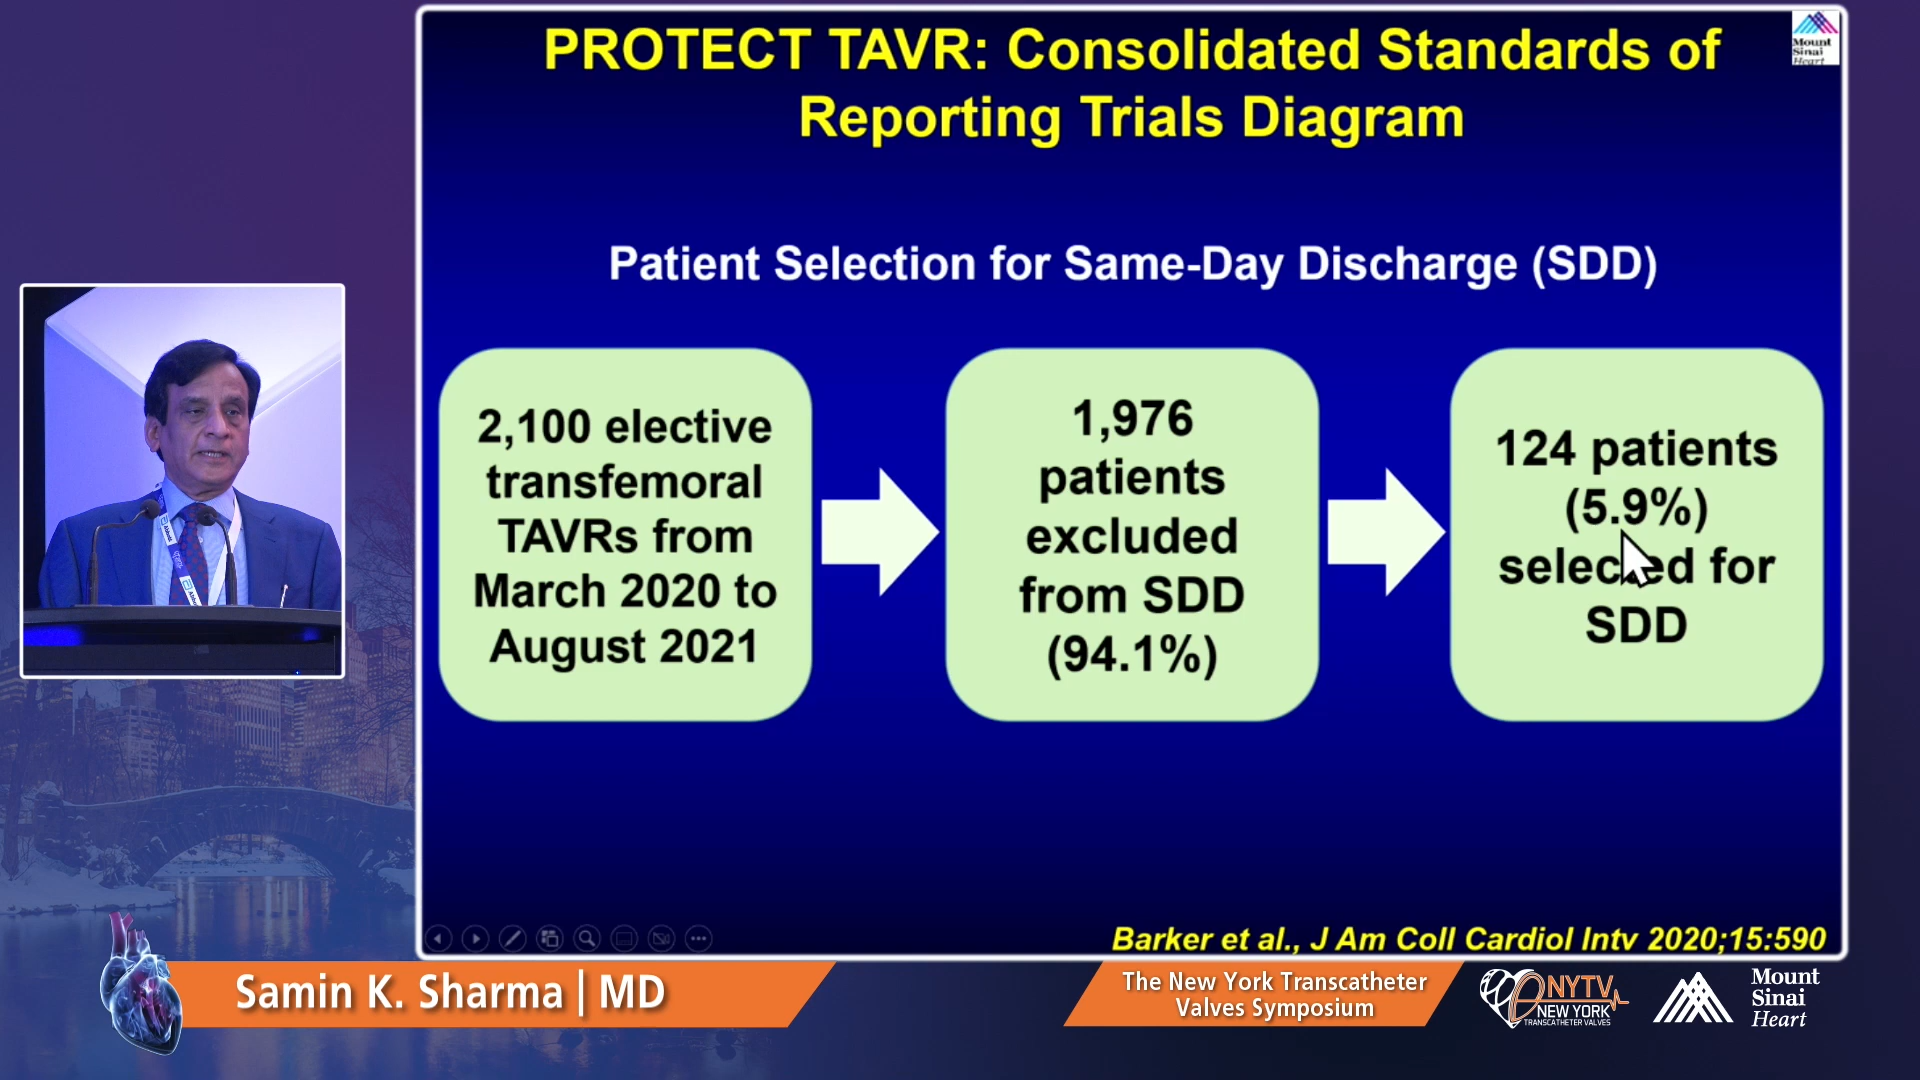 PROTECT TAVR: Consolidated Standards of
Reporting Trials Diagram
Mount
Sinai
Heart
Patient Selection for Same-Day Discharge (SDD)
2,100 elective
transfemoral
TAVRs from
March 2020 to
August 2021
1,976
patients
excluded
from SDD
(94.1%)
124 patients
(5.9%)
selected for
SDD
Barker et al., J Am Coll Cardiol Intv 2020;15:590
Samin K. Sharma | MD
The New York Transcatheter
Valves Symposium
NYTV
NEW YORK
TRANSCATHETER VALVES
Mount
Sinai
Heart